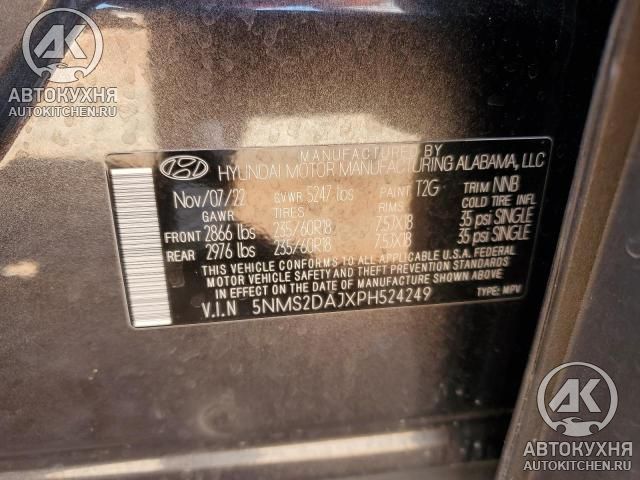 АК
АВТОКУХНЯ
AUTOKITCHEN.RU
MANUFACTURED BY
HYUNDAI MOTOR MANUFACTURING ALABAMA, LLC
Nov/07/22 GVWR 5247 lbs PAINT T2G TRIM NNB
GAWR TIRES RIMS COLD TIRE INFL
FRONT 2866 lbs 235/60R18 7.5JX18 35 psi SINGLE
REAR 2976 lbs 235/60R18 7.5JX18 35 psi SINGLE
THIS VEHICLE CONFORMS TO ALL APPLICABLE U.S.A. FEDERAL
MOTOR VEHICLE SAFETY AND THEFT PREVENTION STANDARDS
IN EFFECT ON THE DATE OF MANUFACTURE SHOWN ABOVE.
V.I.N 5NMS2DAJXPH524249 TYPE: MPV
АК
АВТОКУХНЯ
AUTOKITCHEN.RU